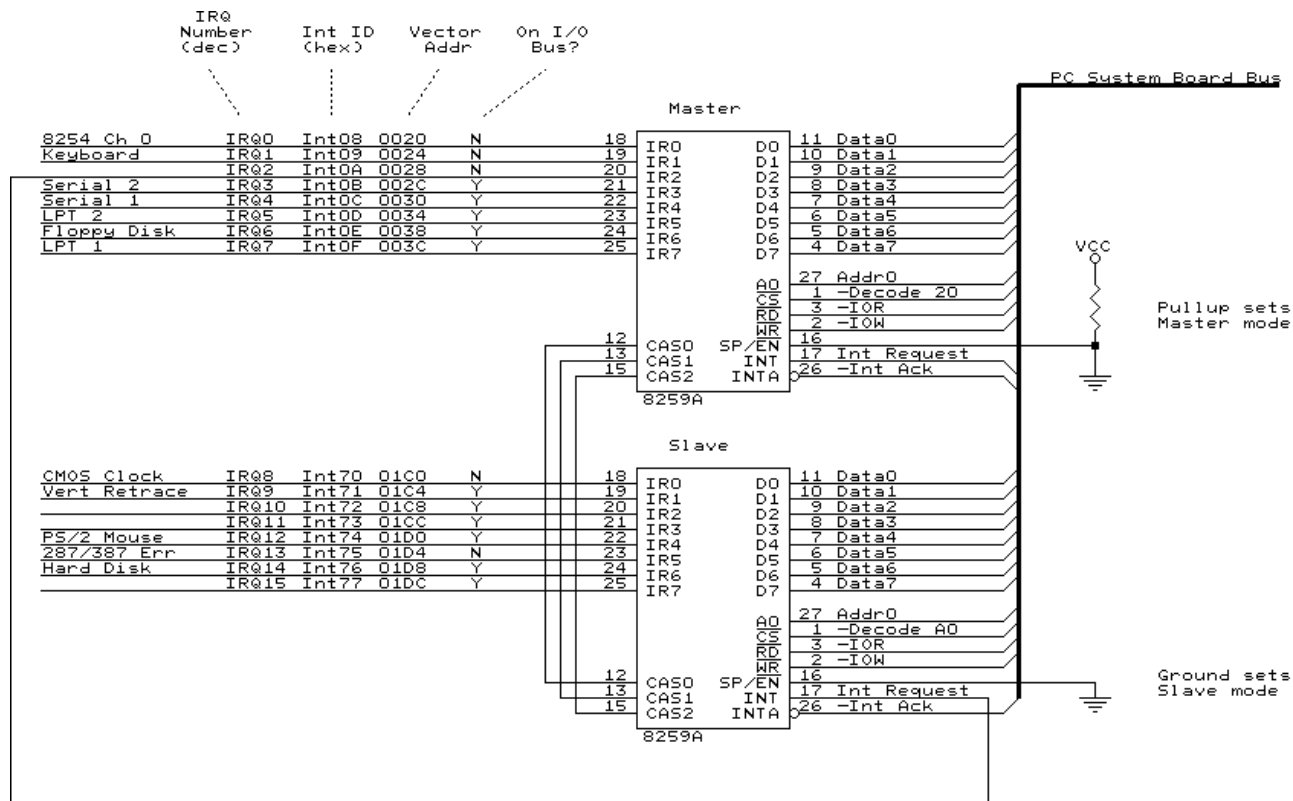 IRQ
Number Int ID Vector On I/O
(dec) (hex) Addr Bus?
PC System Board Bus
Master
8254 Ch 0 IRQ0 Int08 0020 N 18 IR0 D0 11 Data0
Keyboard IRQ1 Int09 0024 N 19 IR1 D1 10 Data1
IRQ2 Int0A 0028 N 20 IR2 D2 9 Data2
Serial 2 IRQ3 Int0B 002C Y 21 IR3 D3 8 Data3
Serial 1 IRQ4 Int0C 0030 Y 22 IR4 D4 7 Data4
LPT 2 IRQ5 Int0D 0034 Y 23 IR5 D5 6 Data5
Floppy Disk IRQ6 Int0E 0038 Y 24 IR6 D6 5 Data6
LPT 1 IRQ7 Int0F 003C Y 25 IR7 D7 4 Data7
VCC
A0 27 Addr0
CS 1 -Decode 20
RD 3 -IOR
WR 2 -IOW
Pullup sets
Master mode
12 CAS0 SP/EN 16
13 CAS1 INT 17 Int Request
15 CAS2 INTA 26 -Int Ack
8259A
Slave
CMOS Clock IRQ8 Int70 01C0 N 18 IR0 D0 11 Data0
Vert Retrace IRQ9 Int71 01C4 Y 19 IR1 D1 10 Data1
IRQ10 Int72 01C8 Y 20 IR2 D2 9 Data2
IRQ11 Int73 01CC Y 21 IR3 D3 8 Data3
PS/2 Mouse IRQ12 Int74 01D0 Y 22 IR4 D4 7 Data4
287/387 Err IRQ13 Int75 01D4 N 23 IR5 D5 6 Data5
Hard Disk IRQ14 Int76 01D8 Y 24 IR6 D6 5 Data6
IRQ15 Int77 01DC Y 25 IR7 D7 4 Data7
A0 27 Addr0
CS 1 -Decode A0
RD 3 -IOR
WR 2 -IOW
12 CAS0 SP/EN 16
13 CAS1 INT 17 Int Request
15 CAS2 INTA 26 -Int Ack
Ground sets
Slave mode
8259A